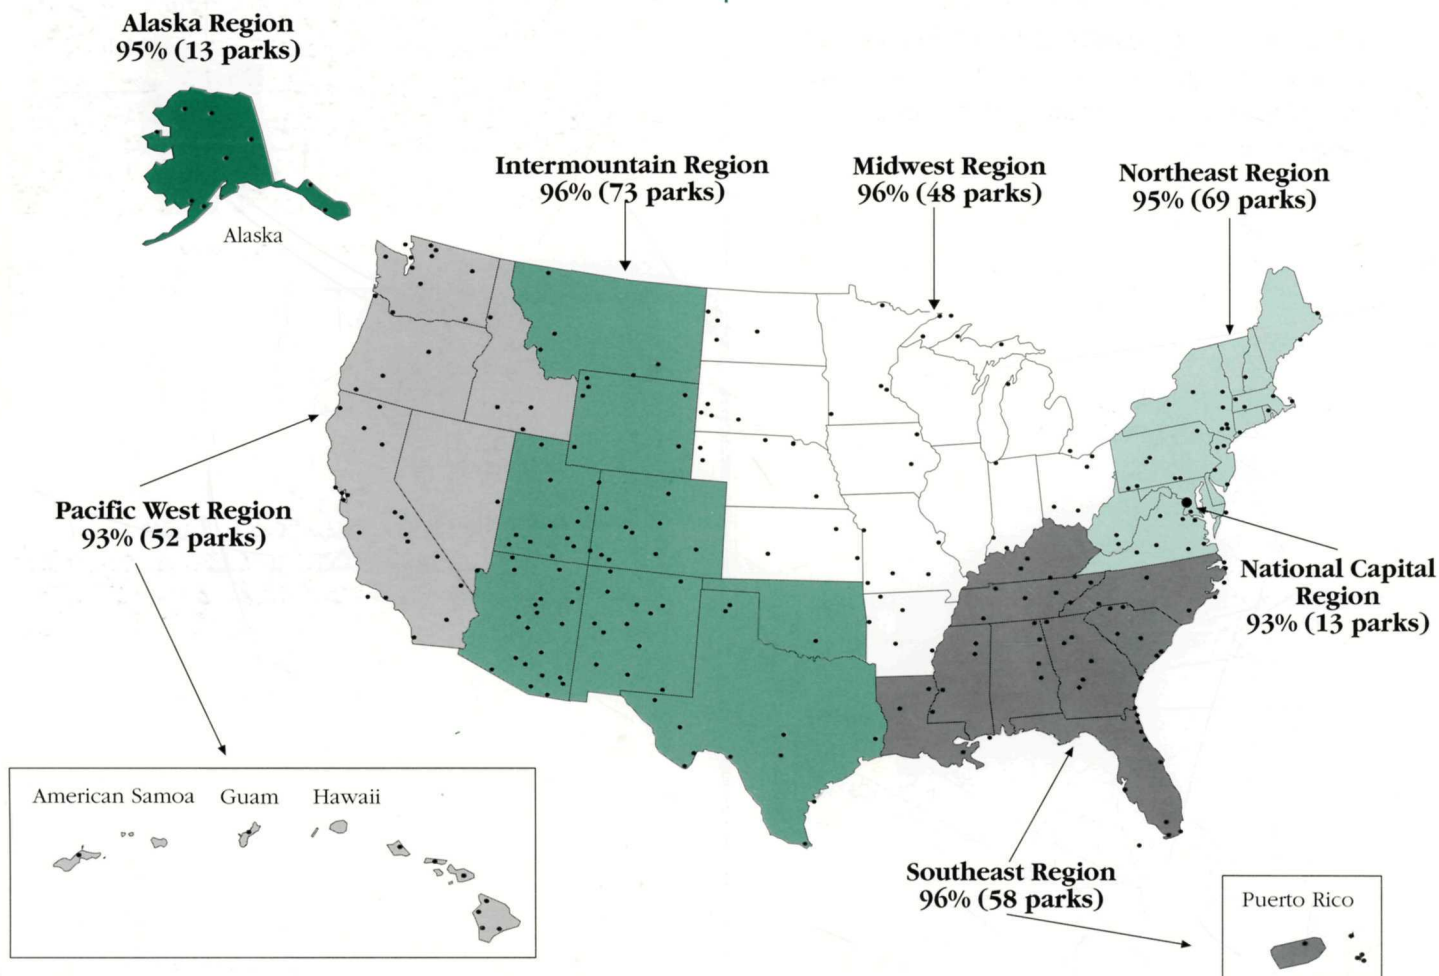 Alaska Region
95% (13 parks)
Alaska
Intermountain Region
96% (73 parks)
Midwest Region
96% (48 parks)
Northeast Region
95% (69 parks)
Pacific West Region
93% (52 parks)
National Capital
Region
93% (13 parks)
American Samoa
Guam
Hawaii
Southeast Region
96% (58 parks)
Puerto Rico